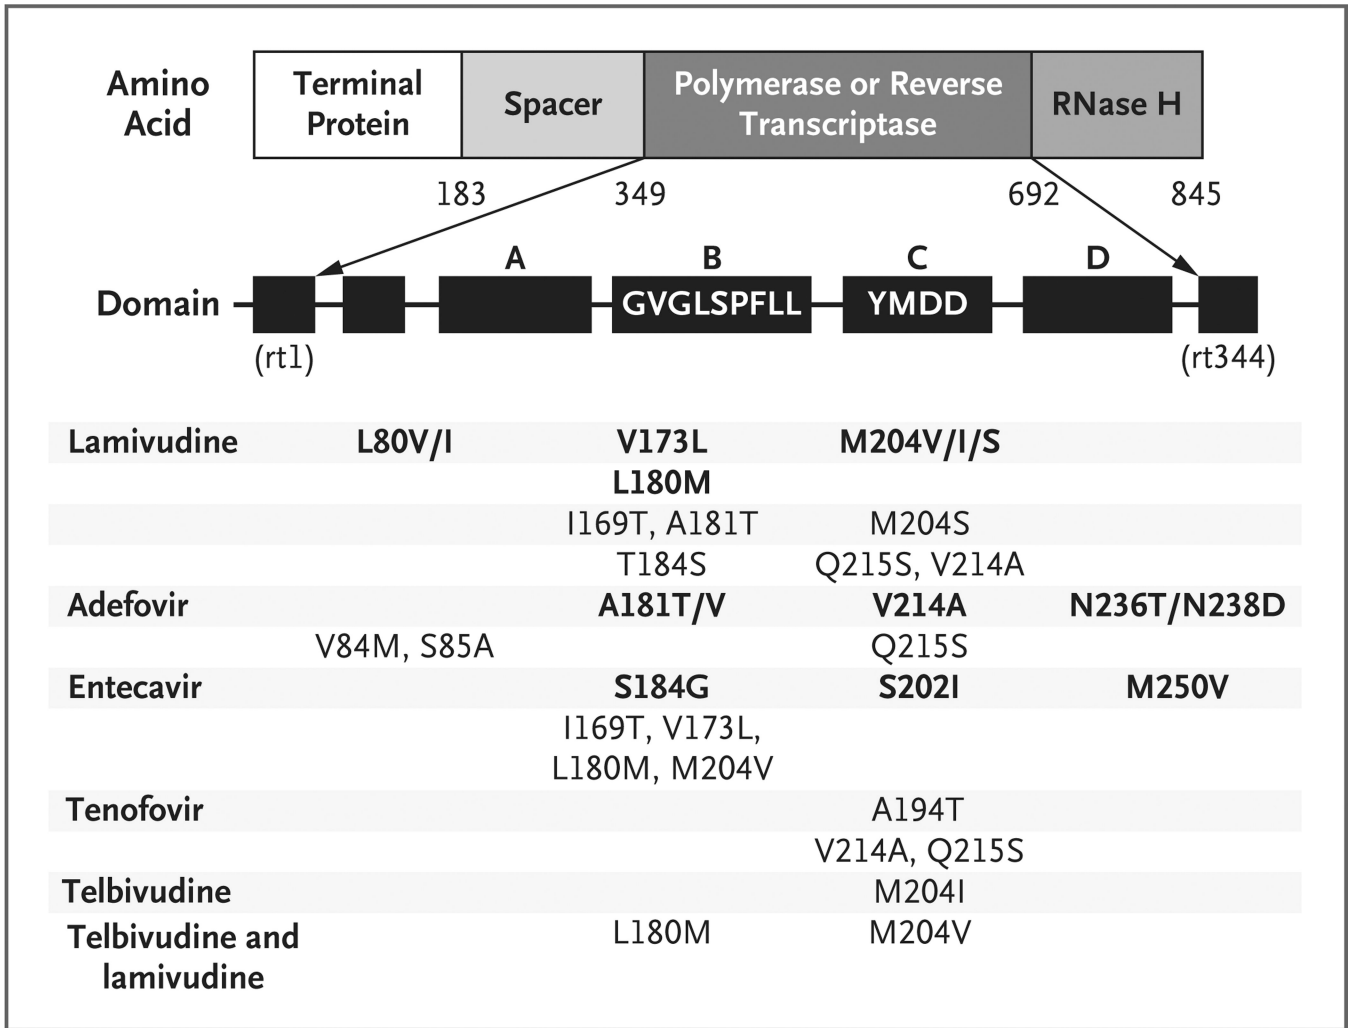 Amino
Acid
Terminal
Protein
Spacer
Polymerase or Reverse
Transcriptase
RNase H
183 349 692 845
A B C D
Domain
GVGLSPFLL YMDD
(rt1) (rt344)
Lamivudine L80V/I V173L M204V/I/S
L180M
I169T, A181T M204S
T184S Q215S, V214A
Adefovir A181T/V V214A N236T/N238D
V84M, S85A Q215S
Entecavir S184G S202I M250V
I169T, V173L,
L180M, M204V
Tenofovir A194T
V214A, Q215S
Telbivudine M204I
Telbivudine and L180M M204V
lamivudine